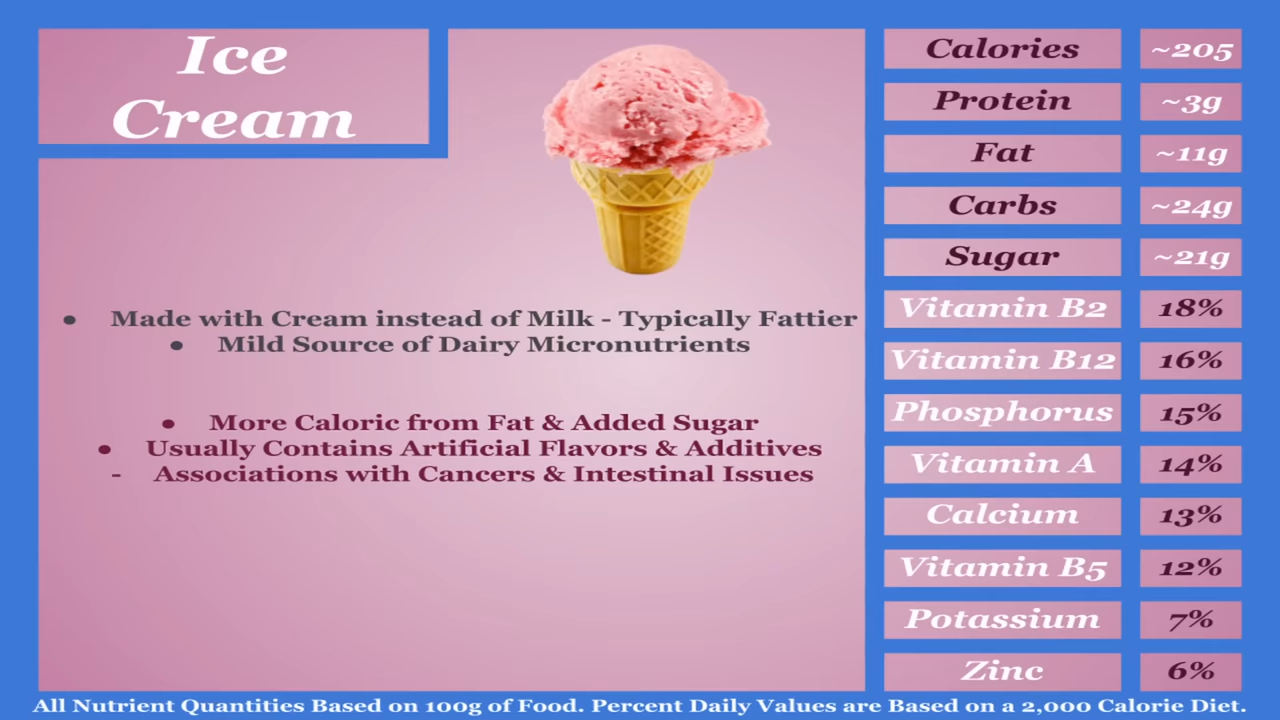 Ice
Cream
● Made with Cream instead of Milk - Typically Fattier
● Mild Source of Dairy Micronutrients
● More Caloric from Fat & Added Sugar
● Usually Contains Artificial Flavors & Additives
- Associations with Cancers & Intestinal Issues
Calories ~205
Protein ~3g
Fat ~11g
Carbs ~24g
Sugar ~21g
Vitamin B2 18%
Vitamin B12 16%
Phosphorus 15%
Vitamin A 14%
Calcium 13%
Vitamin B5 12%
Potassium 7%
Zinc 6%
All Nutrient Quantities Based on 100g of Food. Percent Daily Values are Based on a 2,000 Calorie Diet.